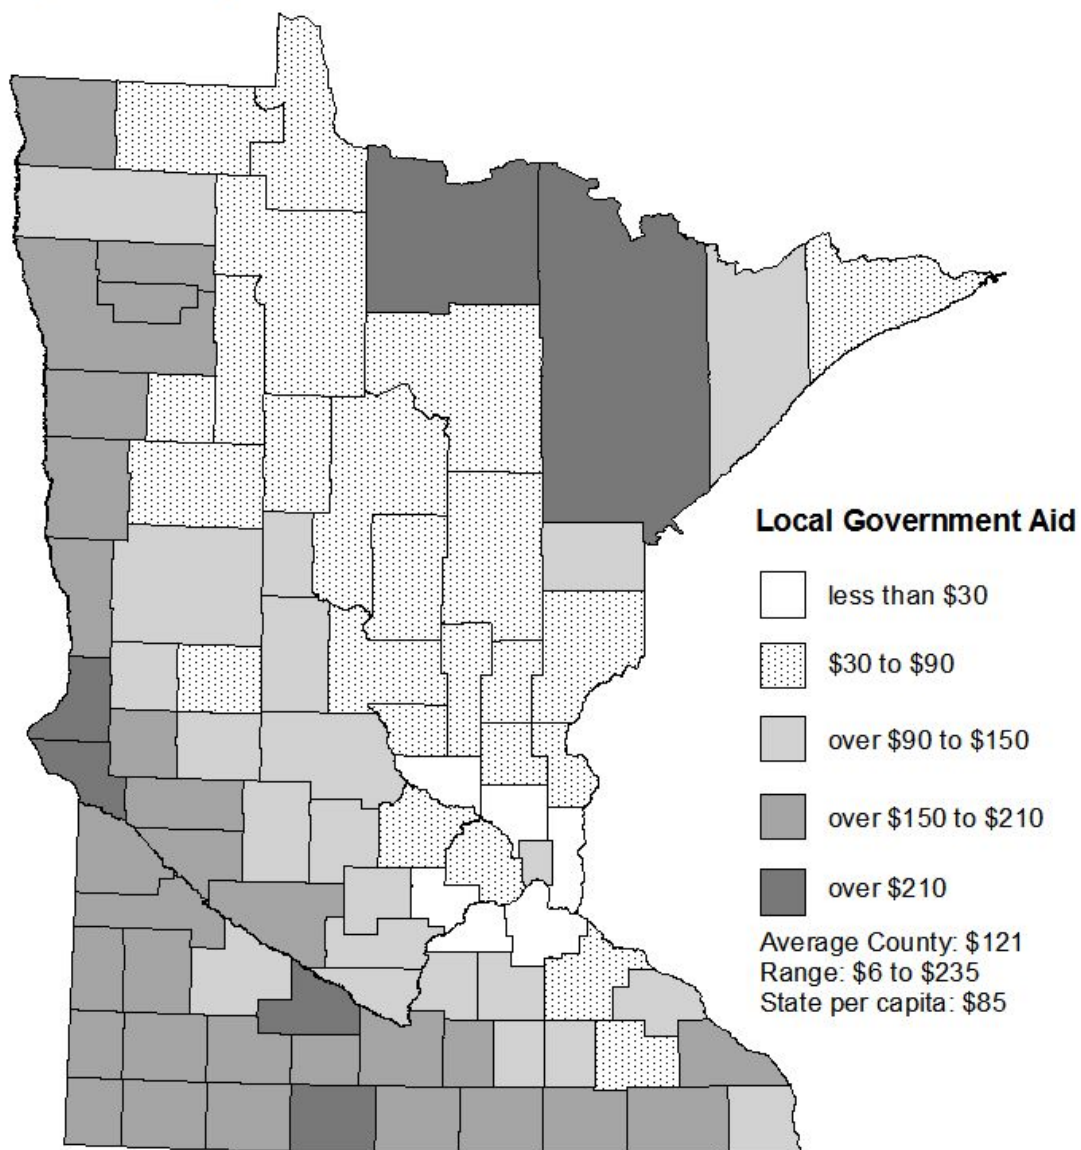 Local Government Aid
less than $30
$30 to $90
over $90 to $150
over $150 to $210
over $210
Average County: $121
Range: $6 to $235
State per capita: $85